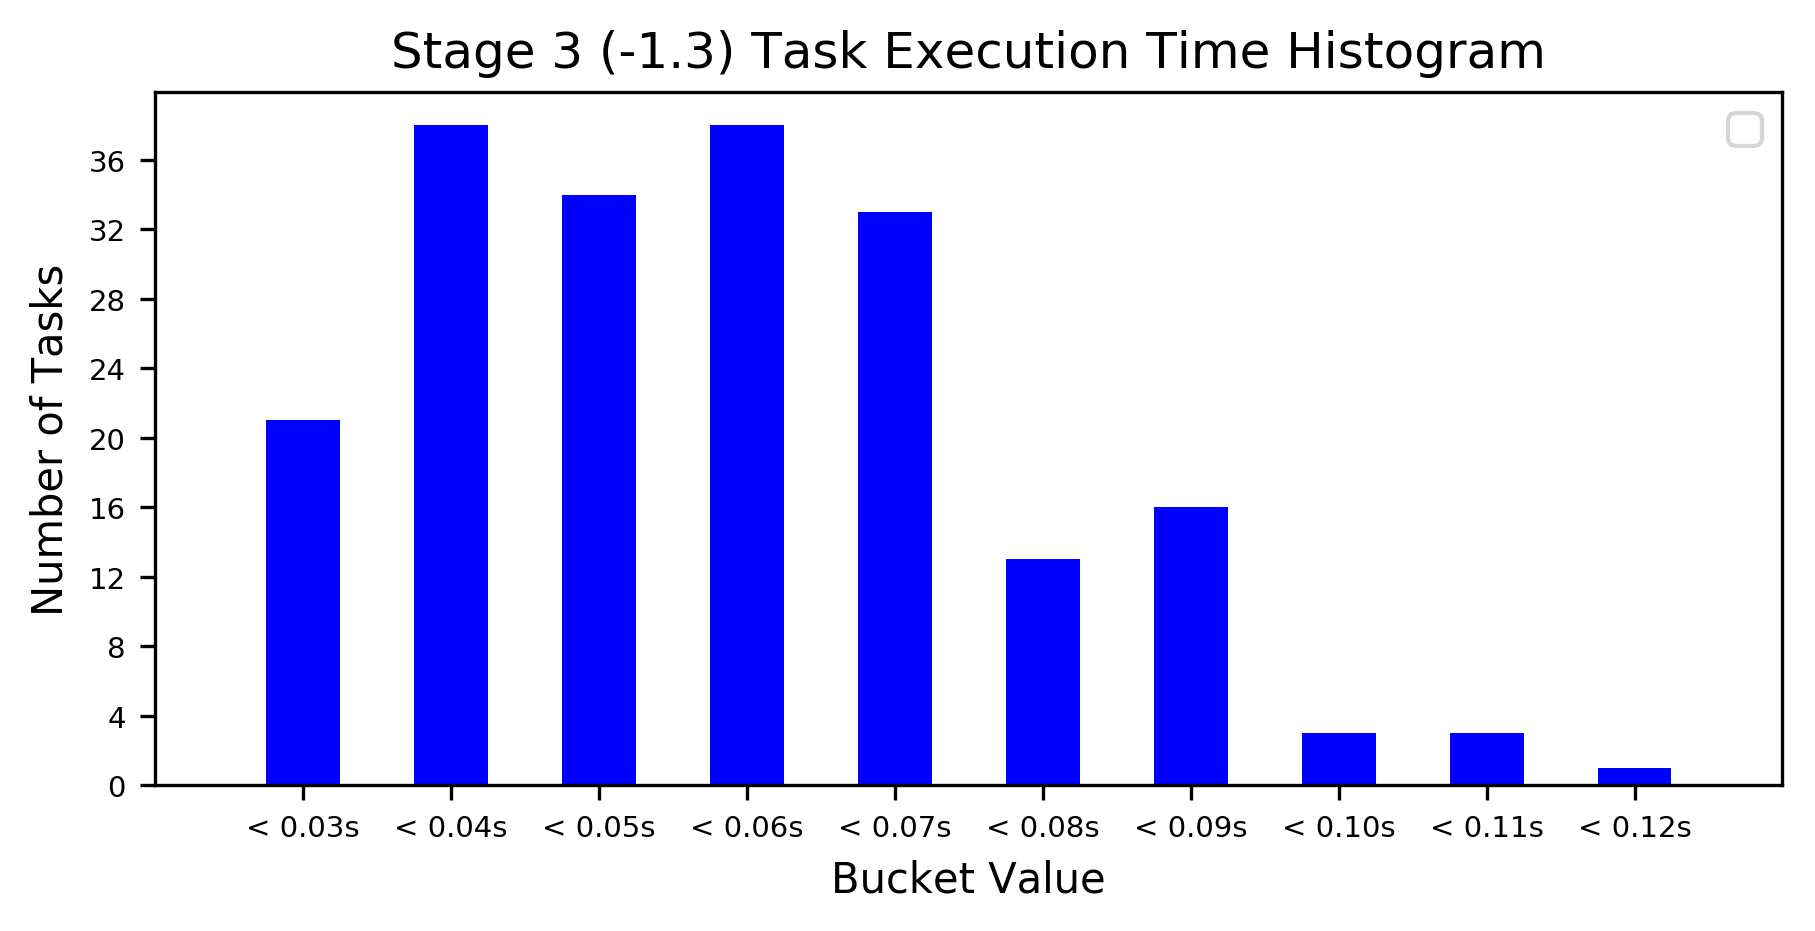 Stage 3 (-1.3) Task Execution Time Histogram
Number of Tasks
36
32
28
24
20
16
12
8
4
0
< 0.03s < 0.04s < 0.05s < 0.06s < 0.07s < 0.08s < 0.09s < 0.10s < 0.11s < 0.12s
Bucket Value